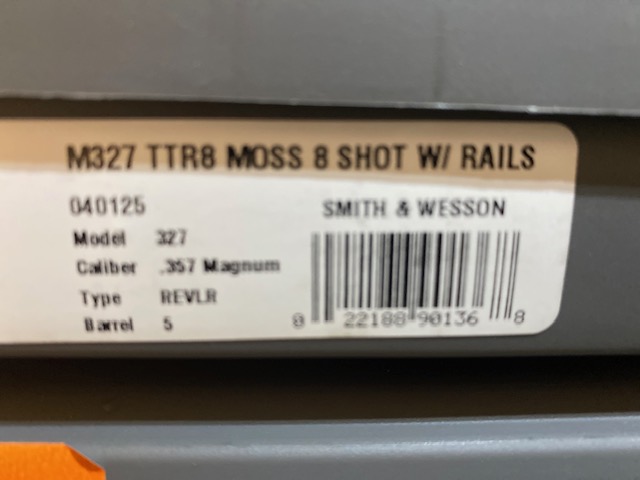 M327 TTR8 MOSS 8 SHOT W/ RAILS
040125
SMITH & WESSON
Model 327
Caliber .357 Magnum
Type REVLR
Barrel 5
0 22188 90136 8